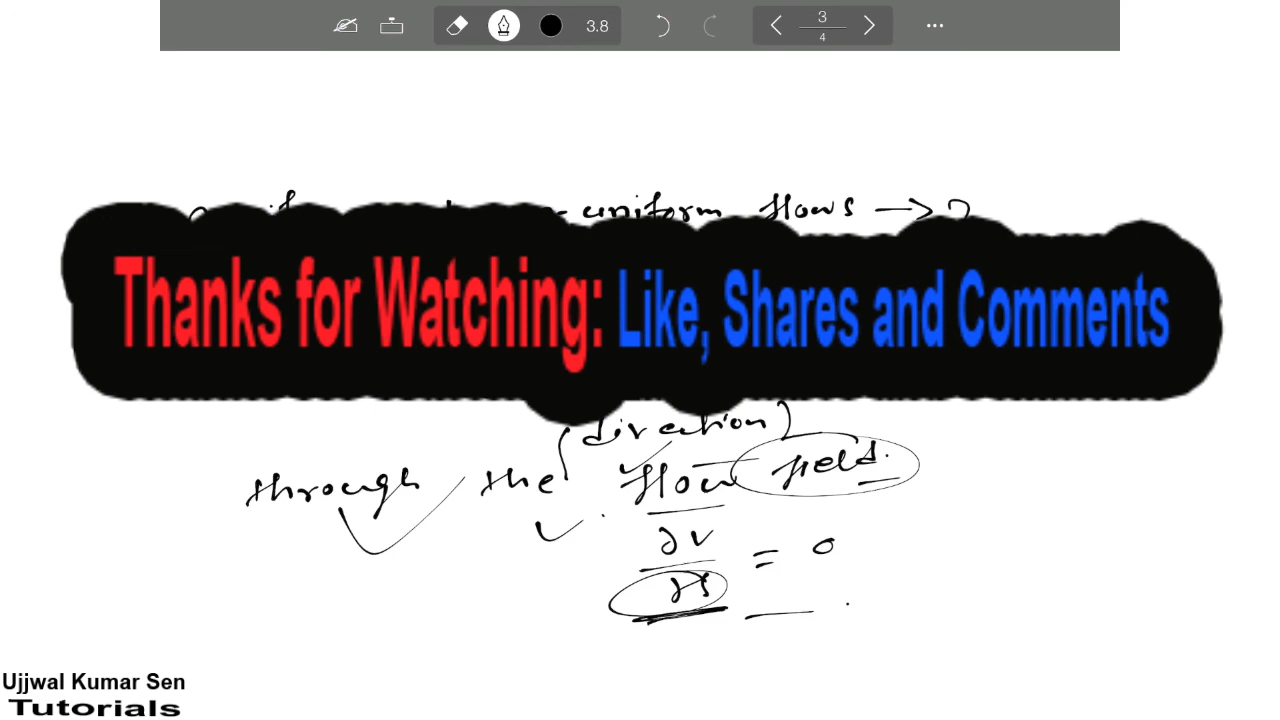 3.8
3
4
uniform flows →
Thanks for Watching: Like, Shares and Comments
(direction)
through the flow field.
∂v
= 0
∂s
Ujjwal Kumar Sen
Tutorials